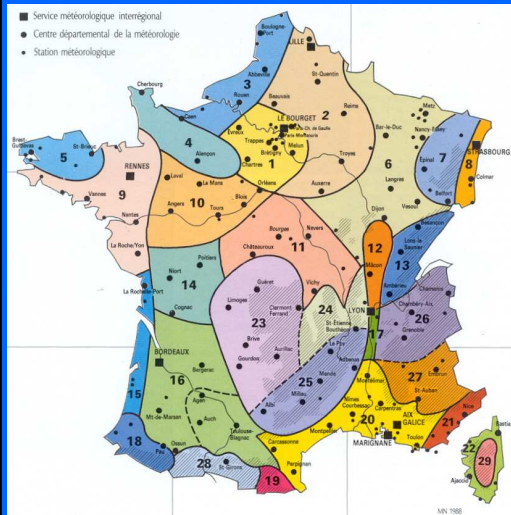 Service météorologique interrégional
Centre départemental de la météorologie
Station météorologique
Boulogne-
Port
LILLE
Abbeville
St-Quentin
3
Cherbourg
Rouen
Beauvais
2
Caen
LE BOURGET
Reims
Metz
Evreux
Ch. de Gaulle
Paris-Montsouris
Bar-le-Duc
Nancy-Essey
4
Trappes
Melun
Brest-
Guipavas
St-Brieuc
Alençon
Brétigny
STRASBOURG
5
Chartres
1
Troyes
6
7
8
RENNES
Laval
Le Mans
Epinal
Colmar
9
Orléans
Auxerre
Langres
10
Vannes
Angers
Blois
Belfort
Tours
Vesoul
Nantes
Dijon
Besançon
Bourges
Nevers
La Roche/Yon
11
12
Lons-le-
Saunier
Châteauroux
13
Poitiers
Mâcon
Niort
Guéret
Vichy
Ambérieu
Chamonix
La Rochelle-Port
14
Limoges
Clermont-
Ferrand
24
LYON
Chambéry-Aix
Cognac
23
26
St-Etienne
Bouthéon
17
Grenoble
Brive
Le Puy
BORDEAUX
Aurillac
16
Gourdon
25
Aubenas
Embrun
Bergerac
Mende
Montélimar
27
15
Agen
Millau
St-Auban
Albi
Nîmes
Courbessac
Carpentras
Mt-de-Marsan
Auch
Toulouse-
Blagnac
20
AIX
GALICE
Nice
21
Montpellier
18
Dax
Pau
Ossun
Carcassonne
MARIGNANE
Toulon
Bastia
28
St-Girons
22
29
Perpignan
19
Ajaccio
MN 1988